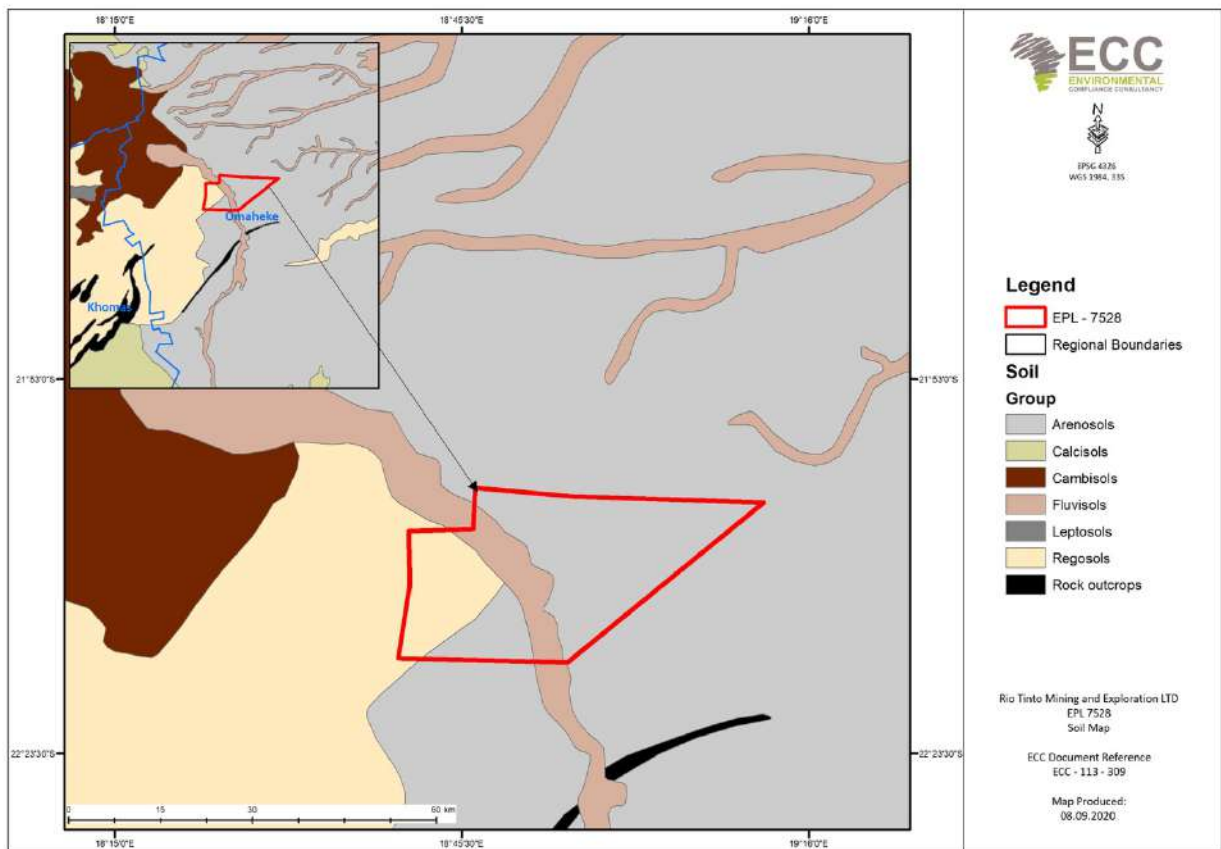 18°15'0"E
18°45'30"E
19°16'0"E
ECC
ENVIRONMENTAL
COMPLIANCE CONSULTANCY
N
EPSG 4326
WGS 1984, 33S
Omaheke
Khomas
21°53'0"S
21°53'0"S
22°23'30"S
22°23'30"S
Legend
EPL - 7528
Regional Boundaries
Soil
Group
Arenosols
Calcisols
Cambisols
Fluvisols
Leptosols
Regosols
Rock outcrops
Rio Tinto Mining and Exploration LTD
EPL 7528
Soil Map
ECC Document Reference
ECC - 113 - 309
Map Produced:
08.09.2020
0 15 30 60 km
18°15'0"E
18°45'30"E
19°16'0"E